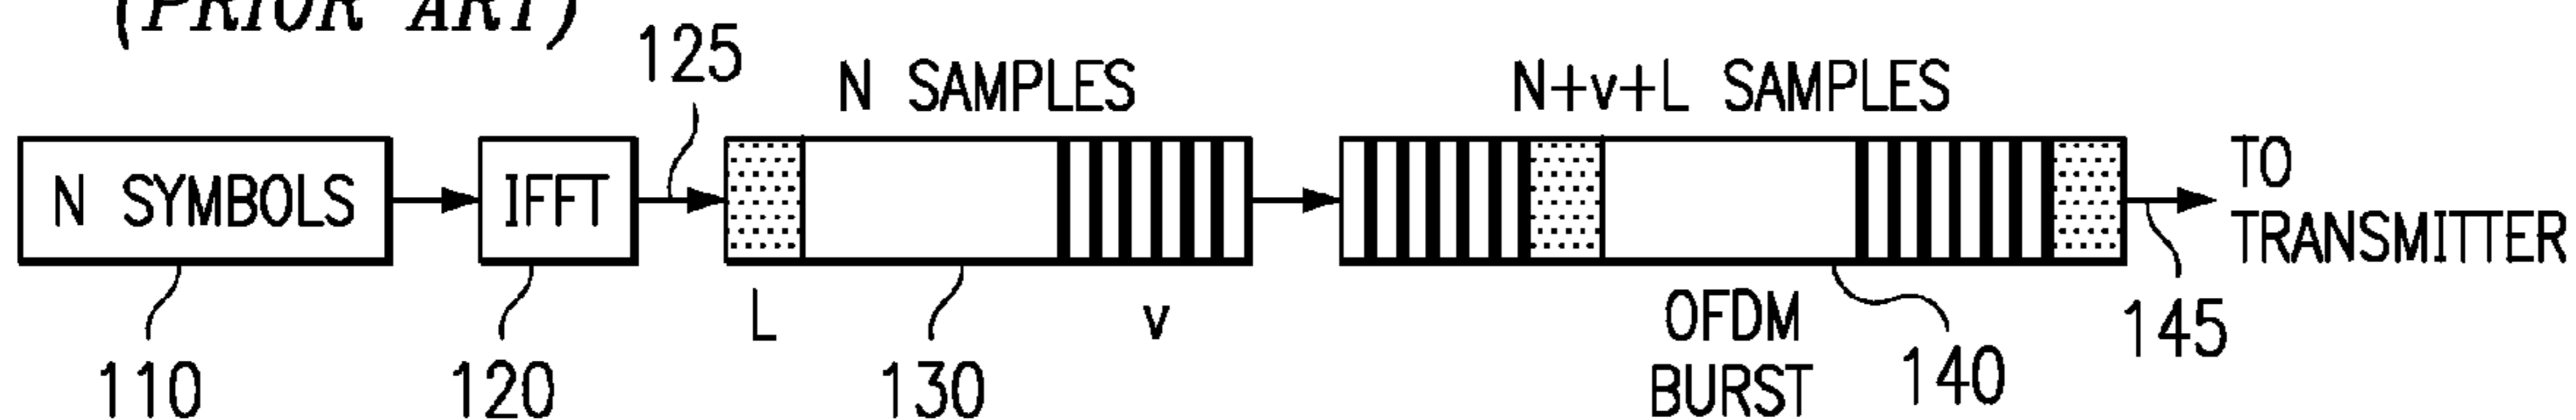 (PRIOR ART)
125
N SAMPLES
N+v+L SAMPLES
N SYMBOLS
IFFT
TO
TRANSMITTER
L
v
OFDM
BURST
110
120
130
140
145